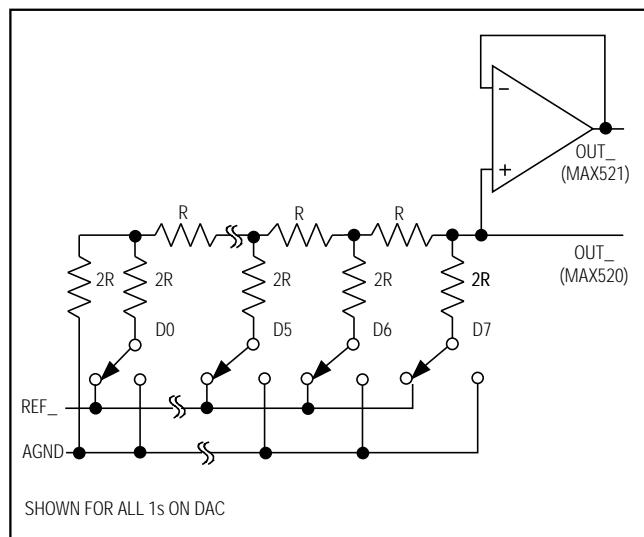 −
+
OUT_
(MAX521)
R
R
R
OUT_
(MAX520)
2R
2R
2R
2R
2R
D0
D5
D6
D7
REF_
AGND
SHOWN FOR ALL 1s ON DAC